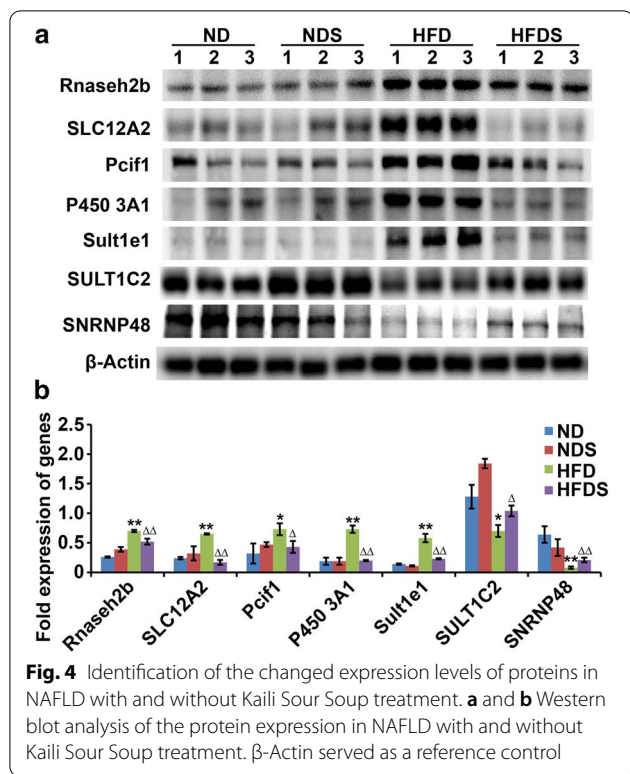 a
ND NDS HFD HFDS
1 2 3 1 2 3 1 2 3 1 2 3
Rnaseh2b
SLC12A2
Pcif1
P450 3A1
Sult1e1
SULT1C2
SNRNP48
β-Actin
b
Fold expression of genes
2.5
2.0
1.5
1.0
0.5
0
ND
NDS
HFD
HFDS
** ΔΔ ** ΔΔ * Δ ** ΔΔ ** ΔΔ * Δ ** ΔΔ
Rnaseh2b SLC12A2 Pcif1 P450 3A1 Sult1e1 SULT1C2 SNRNP48
Fig. 4 Identification of the changed expression levels of proteins in
NAFLD with and without Kaili Sour Soup treatment. a and b Western
blot analysis of the protein expression in NAFLD with and without
Kaili Sour Soup treatment. β-Actin served as a reference control